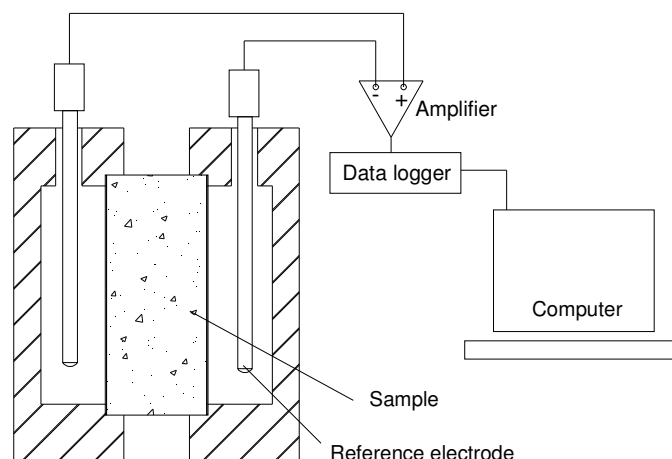 - +
Amplifier
Data logger
Computer
Sample
Reference electrode